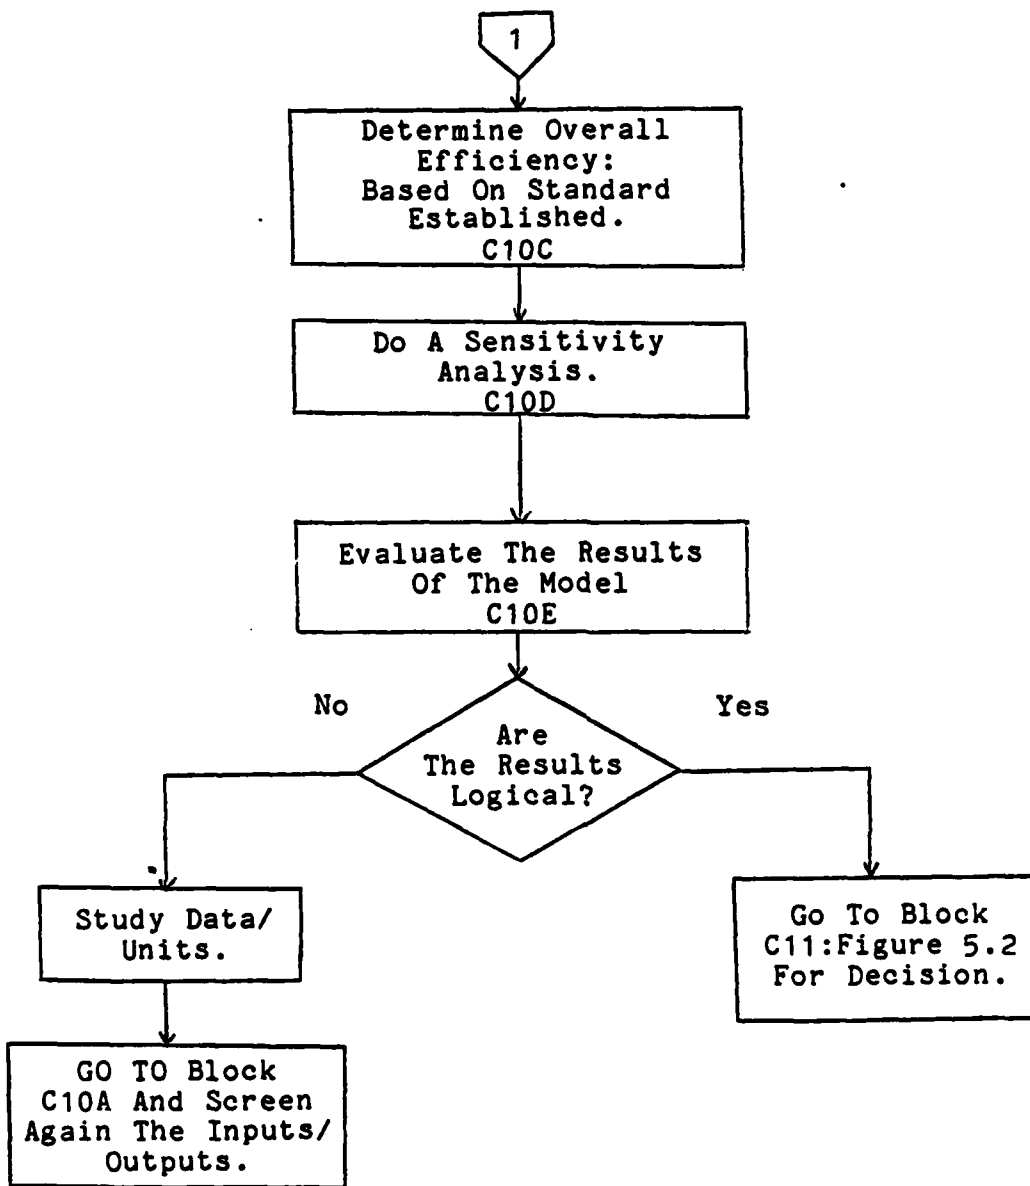 1
Determine Overall
Efficiency:
Based On Standard
Established.
C10C
Do A Sensitivity
Analysis.
C10D
Evaluate The Results
Of The Model
C10E
No
Yes
Are
The Results
Logical?
Study Data/
Units.
Go To Block
C11:Figure 5.2
For Decision.
GO TO Block
C10A And Screen
Again The Inputs/
Outputs.